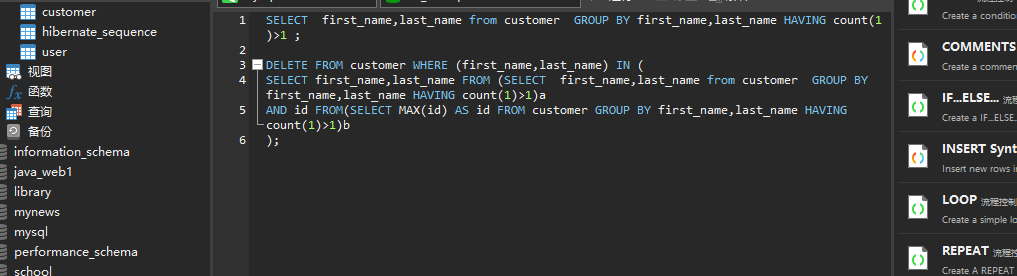 customer
hibernate_sequence
user
视图
函数
查询
备份
information_schema
java_web1
library
mynews
mysql
performance_schema
school
1 SELECT  first_name,last_name from customer  GROUP BY first_name,last_name HAVING count(1
)>1 ;
2
3 DELETE FROM customer WHERE (first_name,last_name) IN (
4 SELECT first_name,last_name FROM (SELECT  first_name,last_name from customer  GROUP BY
first_name,last_name HAVING count(1)>1)a
5 AND id FROM(SELECT MAX(id) AS id FROM customer GROUP BY first_name,last_name HAVING
count(1)>1)b
6 );
Create a conditio
COMMENTS
Create a commen
IF...ELSE... 流程控制
Create a IF...ELSE.
INSERT Synt
Insert new rows in
LOOP 流程控制
Create a simple lo
REPEAT 流程控
Create A REPEAT